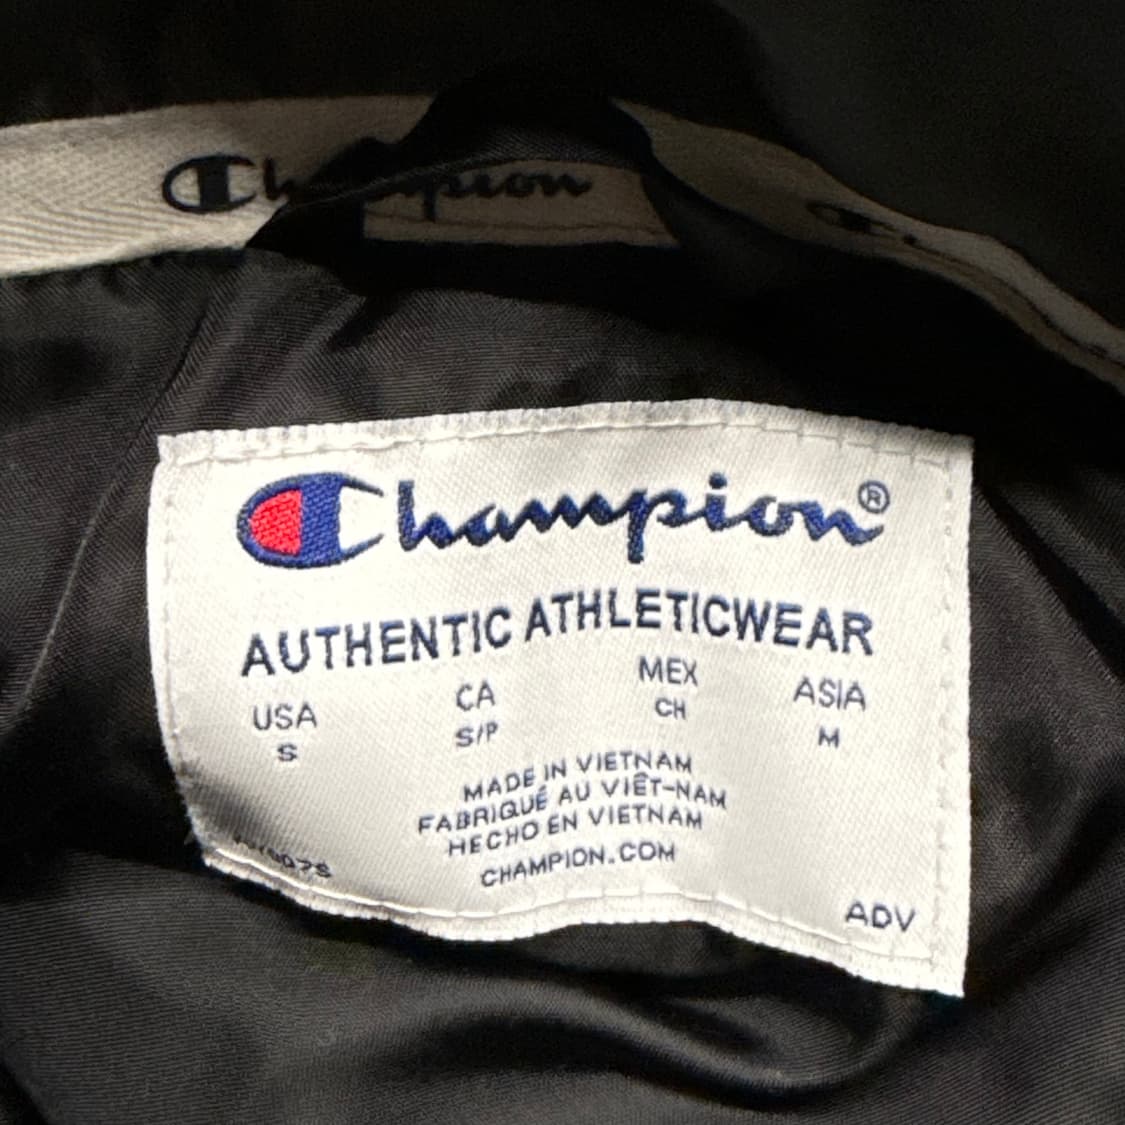 Champion
Champion®
AUTHENTIC ATHLETICWEAR
USA CA MEX ASIA
S S/P CH M
MADE IN VIETNAM
FABRIQUÉ AU VIÊT-NAM
HECHO EN VIETNAM
CHAMPION.COM
ADV